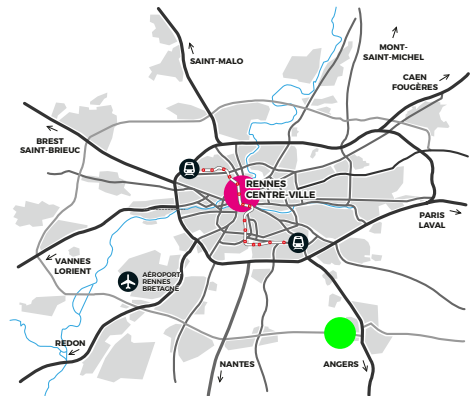 SAINT-MALO
MONT-
SAINT-MICHEL
CAEN
FOUGÈRES
BREST
SAINT-BRIEUC
RENNES
CENTRE-VILLE
PARIS
LAVAL
VANNES
LORIENT
AÉROPORT
RENNES
BRETAGNE
REDON
NANTES
ANGERS